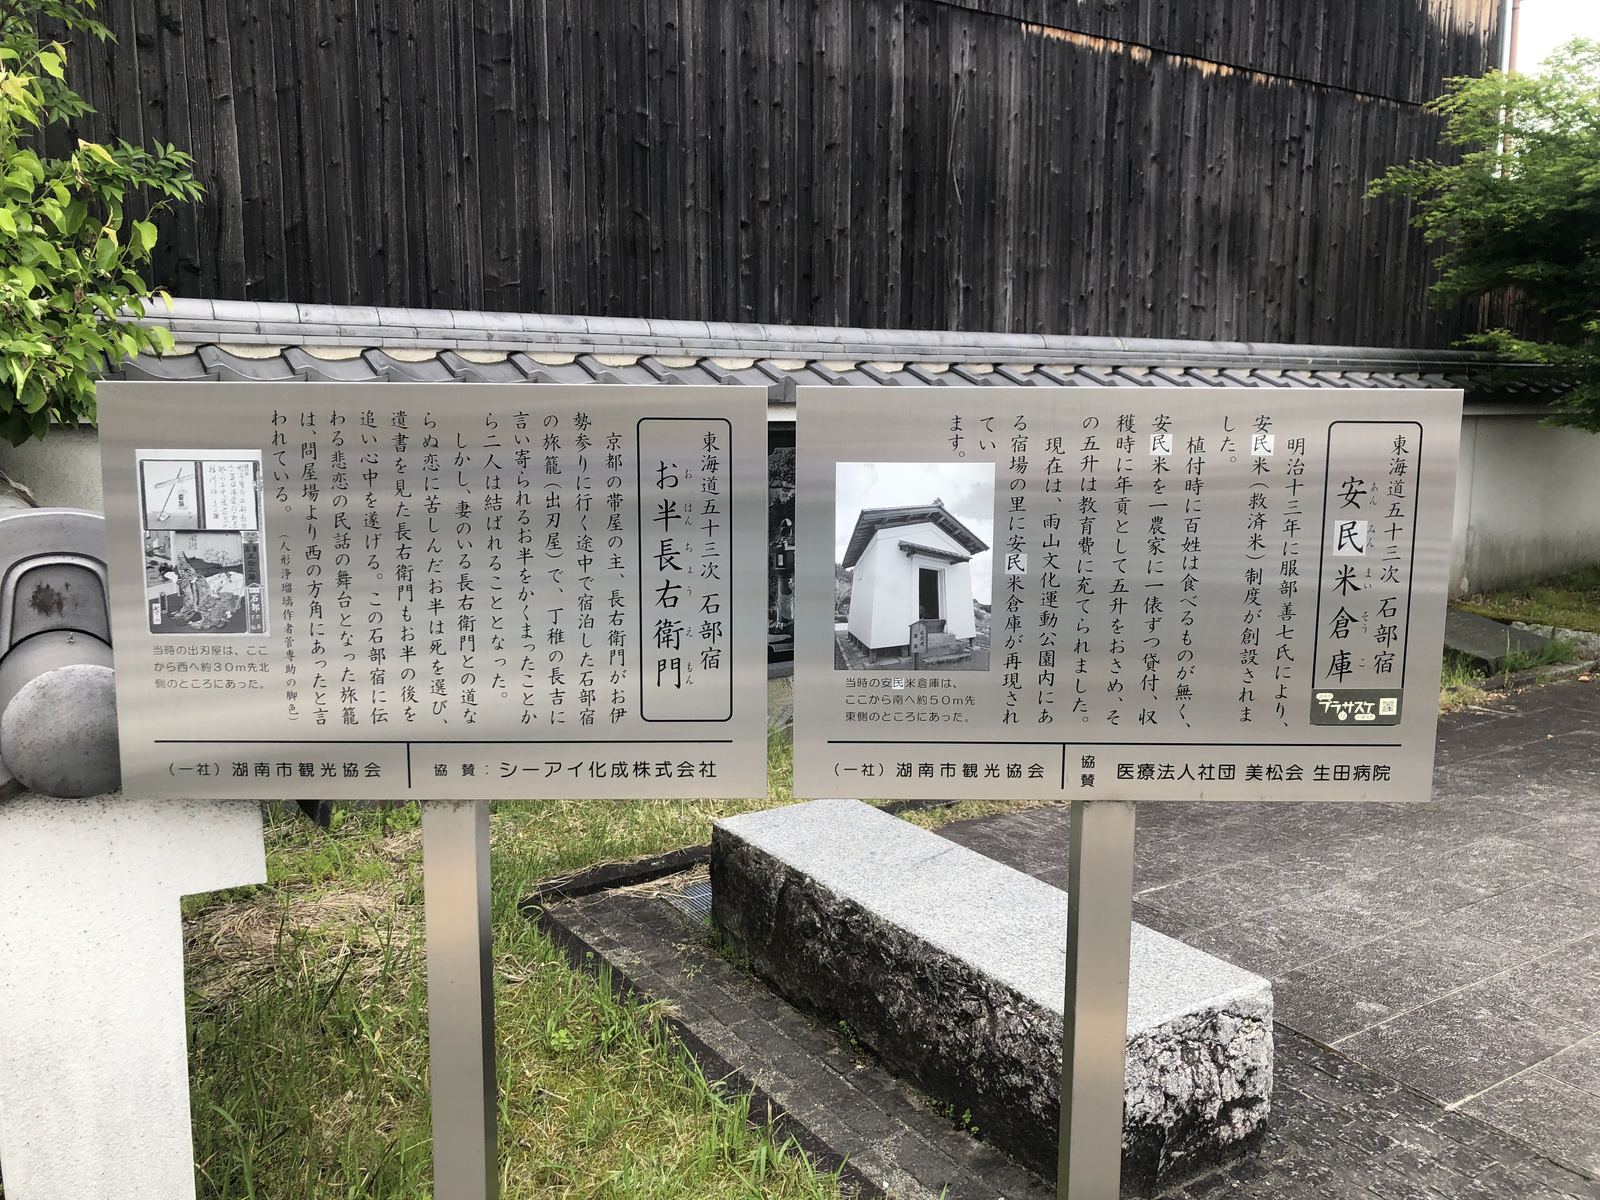 東海道五十三次 石部宿
お半長右衛門
おはんちょうえもん
京都の帯屋の主、長右衛門がお伊
勢参りに行く途中で宿泊した石部宿
の旅籠（出刃屋）で、丁稚の長吉に
言い寄られるお半をかくまったことか
ら二人は結ばれることとなった。
しかし、妻のいる長右衛門との道な
らぬ恋に苦しんだお半は死を選び、
遺書を見た長右衛門もお半の後を
追い心中を遂げる。この石部宿に伝
わる悲恋の民話の舞台となった旅籠
は、問屋場より西の方角にあったと言
われている。
（人形浄瑠璃作者菅専助の脚色）
当時の出刃屋は、ここ
から西へ約30m先北
側のところにあった。
（一社）湖南市観光協会
協賛：シーアイ化成株式会社
東海道五十三次 石部宿
安民米倉庫
あんみんまいそうこ
明治十三年に服部善七氏により、
安民米（救済米）制度が創設されま
した。
植付時に百姓は食べるものが無く、
安民米を一農家に一俵ずつ貸付、収
穫時に年貢として五升をおさめ、そ
の五升は教育費に充てられました。
現在は、雨山文化運動公園内にあ
る宿場の里に安民米倉庫が再現され
てい
ます。
当時の安民米倉庫は、
ここから南へ約50m先
東側のところにあった。
プラサスケ
（一社）湖南市観光協会
協賛 医療法人社団 美松会 生田病院
石部